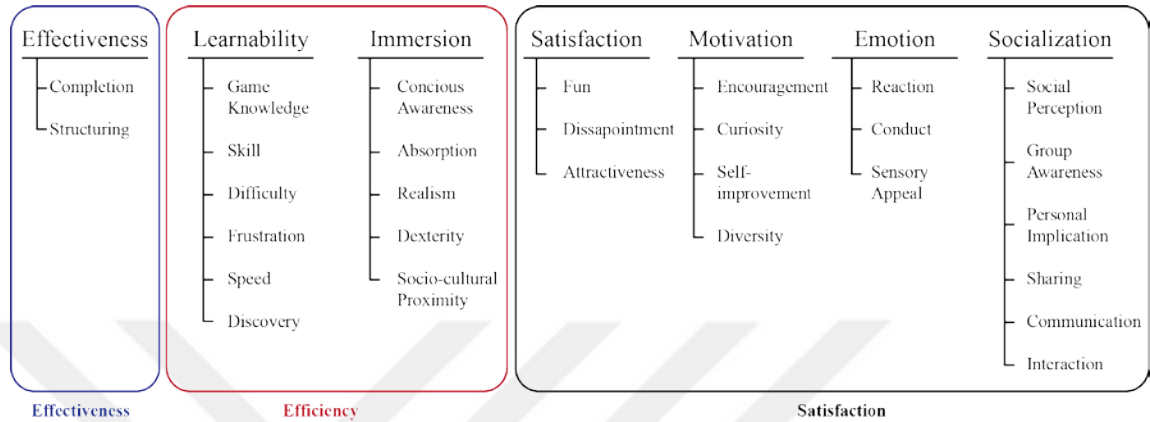 Effectiveness
Completion
Structuring
Learnability
Game
Knowledge
Skill
Difficulty
Frustration
Speed
Discovery
Immersion
Concious
Awareness
Absorption
Realism
Dexterity
Socio-cultural
Proximity
Satisfaction
Fun
Dissapointment
Attractiveness
Motivation
Encouragement
Curiosity
Self-
improvement
Diversity
Emotion
Reaction
Conduct
Sensory
Appeal
Socialization
Social
Perception
Group
Awareness
Personal
Implication
Sharing
Communication
Interaction
Effectiveness
Efficiency
Satisfaction